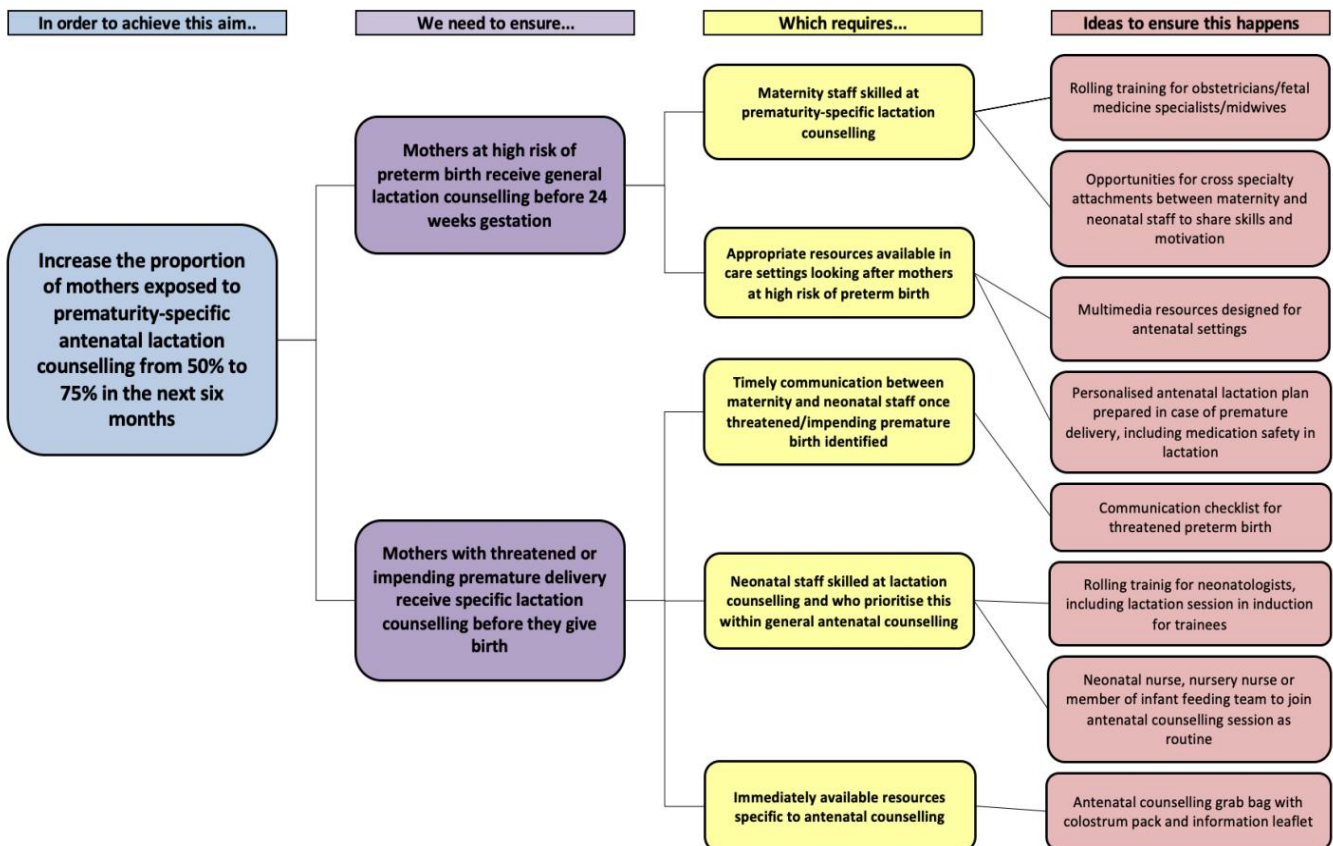 In order to achieve this aim..
We need to ensure...
Which requires...
Ideas to ensure this happens
Increase the proportion
of mothers exposed to
prematurity-specific
antenatal lactation
counselling from 50% to
75% in the next six
months
Mothers at high risk of
preterm birth receive general
lactation counselling before 24
weeks gestation
Mothers with threatened or
impending premature delivery
receive specific lactation
counselling before they give
birth
Maternity staff skilled at
prematurity-specific lactation
counselling
Appropriate resources available in
care settings looking after mothers
at high risk of preterm birth
Timely communication between
maternity and neonatal staff once
threatened/impending premature
birth identified
Neonatal staff skilled at lactation
counselling and who prioritise this
within general antenatal counselling
Immediately available resources
specific to antenatal counselling
Rolling training for obstetricians/fetal
medicine specialists/midwives
Opportunities for cross specialty
attachments between maternity and
neonatal staff to share skills and
motivation
Multimedia resources designed for
antenatal settings
Personalised antenatal lactation plan
prepared in case of premature
delivery, including medication safety in
lactation
Communication checklist for
threatened preterm birth
Rolling trainig for neonatologists,
including lactation session in induction
for trainees
Neonatal nurse, nursery nurse or
member of infant feeding team to join
antenatal counselling session as
routine
Antenatal counselling grab bag with
colostrum pack and information leaflet